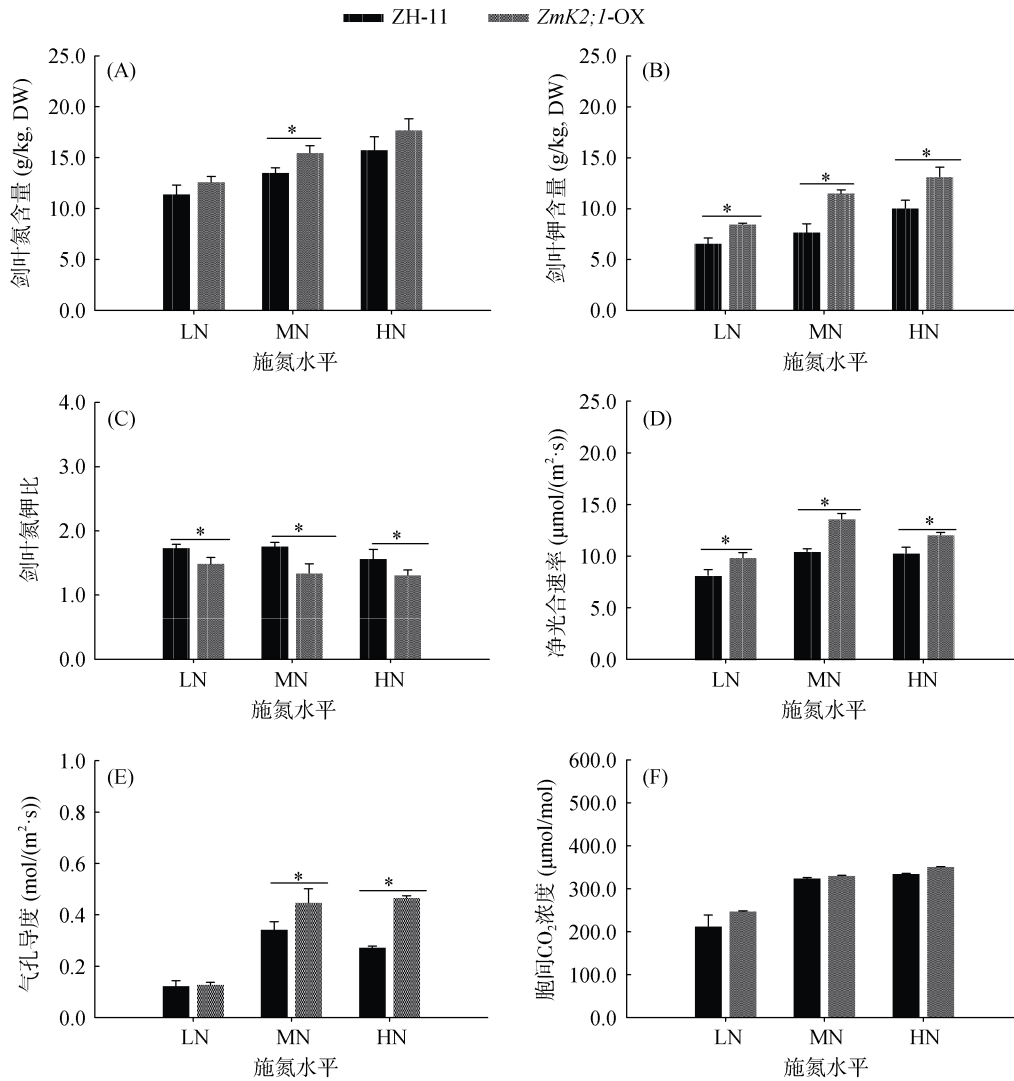 ZH-11 ZmK2;1-OX
(A)
剑叶氮含量 (g/kg, DW)
25.0
20.0
15.0
10.0
5.0
0.0
*
LN MN HN
施氮水平
(B)
剑叶钾含量 (g/kg, DW)
25.0
20.0
15.0
10.0
5.0
0.0
* * *
LN MN HN
施氮水平
(C)
剑叶氮钾比
4.0
3.0
2.0
1.0
0.0
* * *
LN MN HN
施氮水平
(D)
净光合速率 (μmol/(m²·s))
25.0
20.0
15.0
10.0
5.0
0.0
* * *
LN MN HN
施氮水平
(E)
气孔导度 (mol/(m²·s))
1.0
0.8
0.6
0.4
0.2
0.0
* *
LN MN HN
施氮水平
(F)
胞间CO₂浓度 (μmol/mol)
600.0
400.0
300.0
200.0
100.0
0.0
LN MN HN
施氮水平